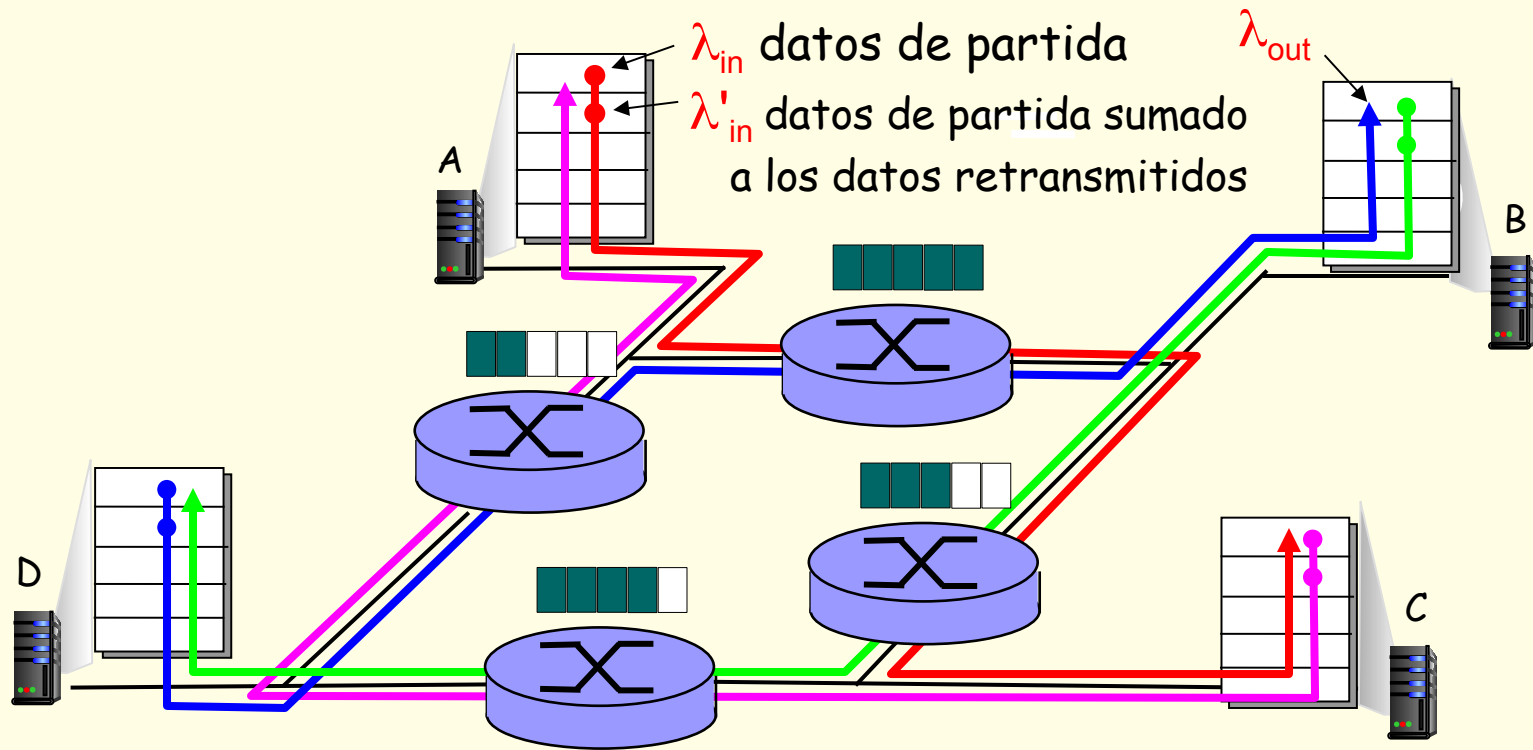 λin datos de partida
λ'in datos de partida sumado
a los datos retransmitidos
λout
A
B
D
C